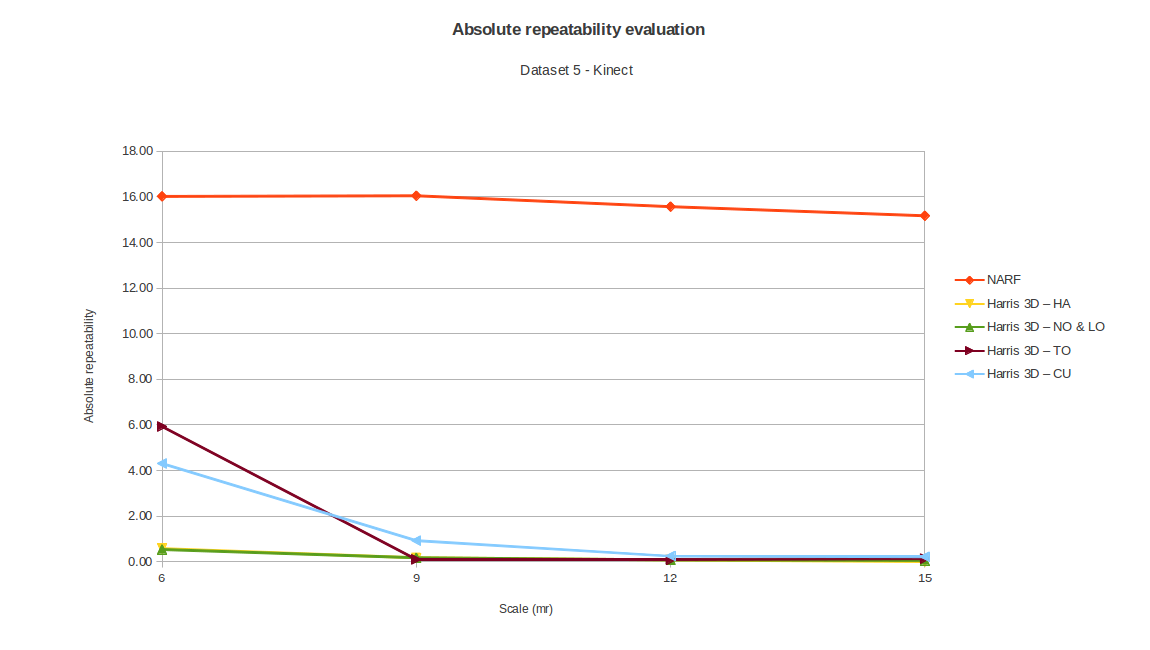 Absolute repeatability evaluation
Dataset 5 - Kinect
18.00
16.00
14.00
12.00
10.00
8.00
6.00
4.00
2.00
0.00
Absolute repeatability
6
9
12
15
Scale (mr)
NARF
Harris 3D – HA
Harris 3D – NO & LO
Harris 3D – TO
Harris 3D – CU